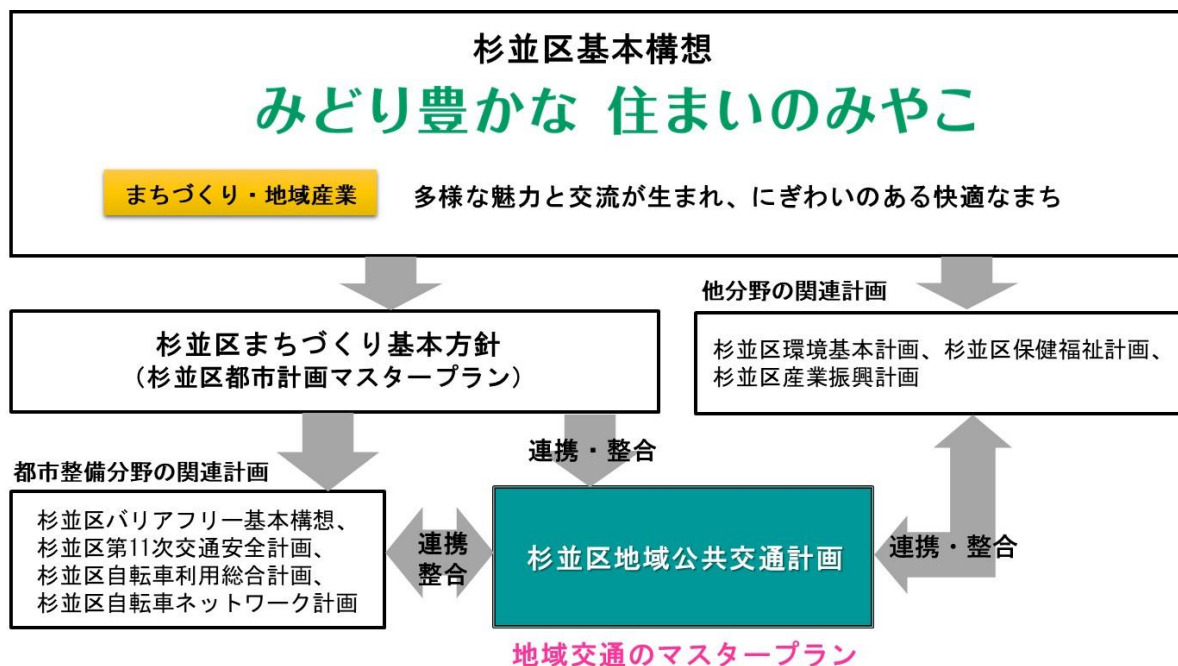 杉並区基本構想
みどり豊かな 住まいのみやこ
まちづくり・地域産業
多様な魅力と交流が生まれ、にぎわいのある快適なまち
杉並区まちづくり基本方針
(杉並区都市計画マスタープラン)
他分野の関連計画
杉並区環境基本計画、杉並区保健福祉計画、
杉並区産業振興計画
連携・整合
都市整備分野の関連計画
杉並区バリアフリー基本構想、
杉並区第11次交通安全計画、
杉並区自転車利用総合計画、
杉並区自転車ネットワーク計画
連携
整合
杉並区地域公共交通計画
連携・整合
地域交通のマスタープラン